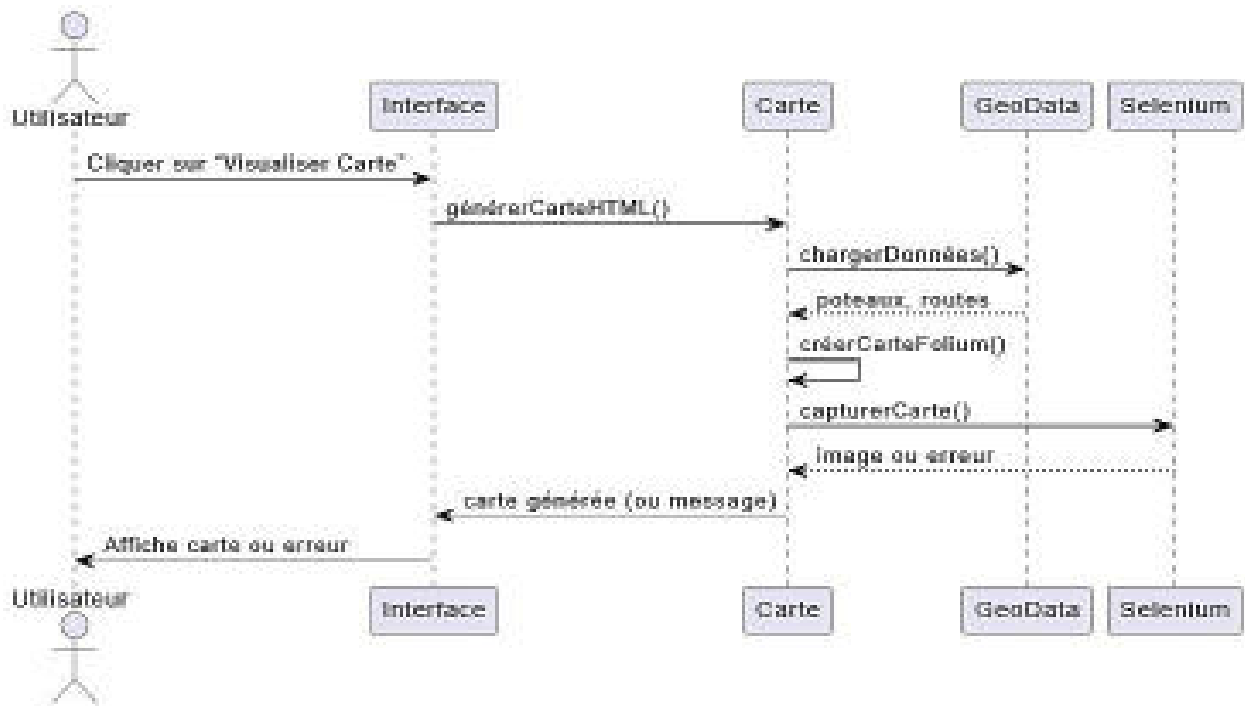 Utilisateur
Interface
Carte
GeoData
Selenium
Cliquer sur "Visualiser Carte"
générerCarteHTML()
chargerDonnées()
poteaux, routes
créerCarteFolium()
capturerCarte()
image ou erreur
carte générée (ou message)
Affiche carte ou erreur
Utilisateur
Interface
Carte
GeoData
Selenium